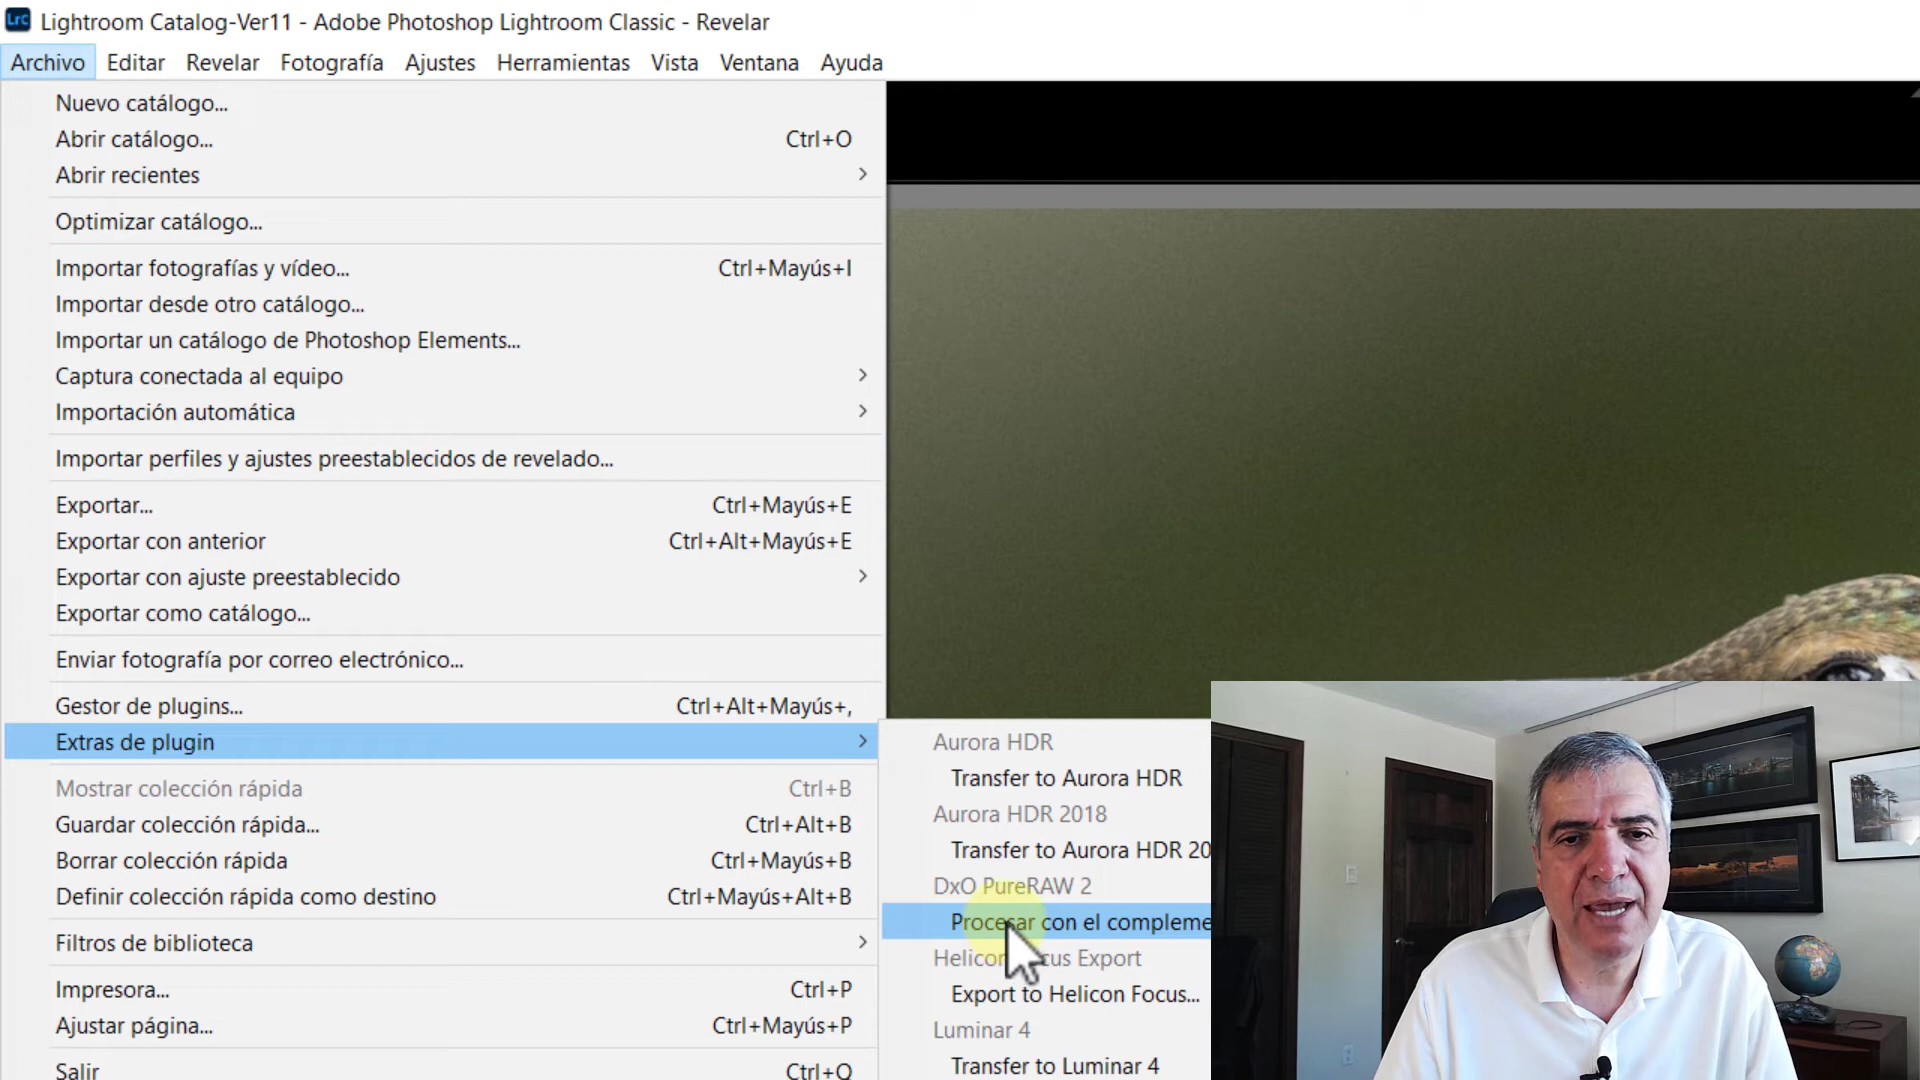 LrC Lightroom Catalog-Ver11 - Adobe Photoshop Lightroom Classic - Revelar
Archivo Editar Revelar Fotografía Ajustes Herramientas Vista Ventana Ayuda
Nuevo catálogo...
Abrir catálogo... Ctrl+O
Abrir recientes
Optimizar catálogo...
Importar fotografías y vídeo... Ctrl+Mayús+I
Importar desde otro catálogo...
Importar un catálogo de Photoshop Elements...
Captura conectada al equipo
Importación automática
Importar perfiles y ajustes preestablecidos de revelado...
Exportar... Ctrl+Mayús+E
Exportar con anterior Ctrl+Alt+Mayús+E
Exportar con ajuste preestablecido
Exportar como catálogo...
Enviar fotografía por correo electrónico...
Gestor de plugins... Ctrl+Alt+Mayús+,
Extras de plugin
Mostrar colección rápida Ctrl+B
Guardar colección rápida... Ctrl+Alt+B
Borrar colección rápida Ctrl+Mayús+B
Definir colección rápida como destino Ctrl+Mayús+Alt+B
Filtros de biblioteca
Impresora... Ctrl+P
Ajustar página... Ctrl+Mayús+P
Salir Ctrl+Q
Aurora HDR
Transfer to Aurora HDR
Aurora HDR 2018
Transfer to Aurora HDR 20
DxO PureRAW 2
Procesar con el compleme
Export
Export to Helicon Focus...
Luminar 4
Transfer to Luminar 4